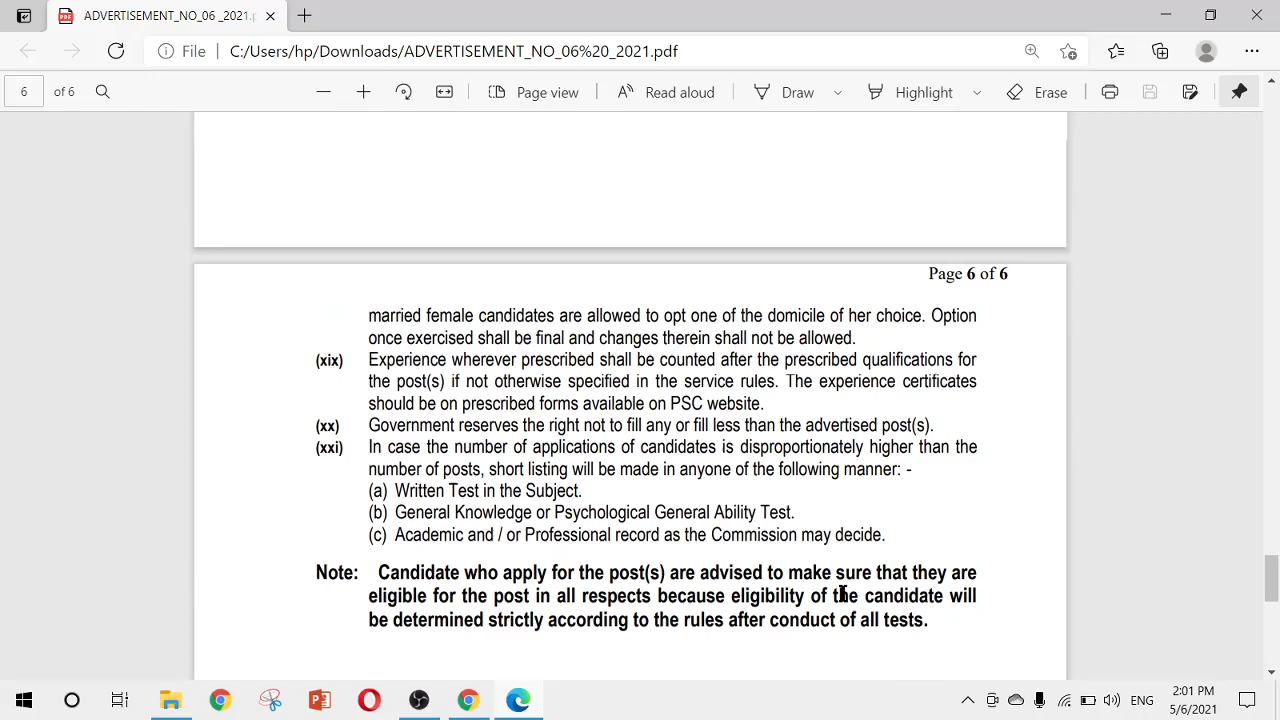 ADVERTISEMENT_NO_06 _2021.p
File C:/Users/hp/Downloads/ADVERTISEMENT_NO_06%20_2021.pdf
6 of 6 Page view Read aloud Draw Highlight Erase
Page 6 of 6
married female candidates are allowed to opt one of the domicile of her choice. Option
once exercised shall be final and changes therein shall not be allowed.
(xix) Experience wherever prescribed shall be counted after the prescribed qualifications for
the post(s) if not otherwise specified in the service rules. The experience certificates
should be on prescribed forms available on PSC website.
(xx) Government reserves the right not to fill any or fill less than the advertised post(s).
(xxi) In case the number of applications of candidates is disproportionately higher than the
number of posts, short listing will be made in anyone of the following manner: -
(a) Written Test in the Subject.
(b) General Knowledge or Psychological General Ability Test.
(c) Academic and / or Professional record as the Commission may decide.
Note: Candidate who apply for the post(s) are advised to make sure that they are
eligible for the post in all respects because eligibility of the candidate will
be determined strictly according to the rules after conduct of all tests.
ENG
2:01 PM
5/6/2021